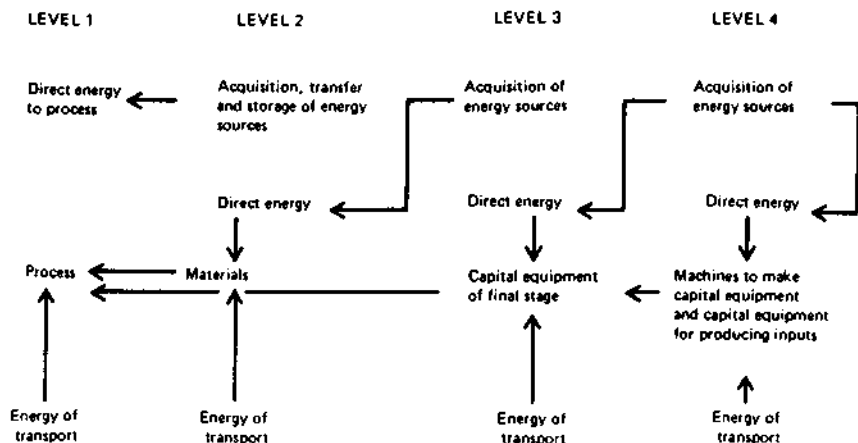 LEVEL 1
LEVEL 2
LEVEL 3
LEVEL 4
Direct energy
to process
Acquisition, transfer
and storage of energy
sources
Acquisition of
energy sources
Acquisition of
energy sources
Direct energy
Direct energy
Direct energy
Process
Materials
Capital equipment
of final stage
Machines to make
capital equipment
and capital equipment
for producing inputs
Energy of
transport
Energy of
transport
Energy of
transport
Energy of
transport